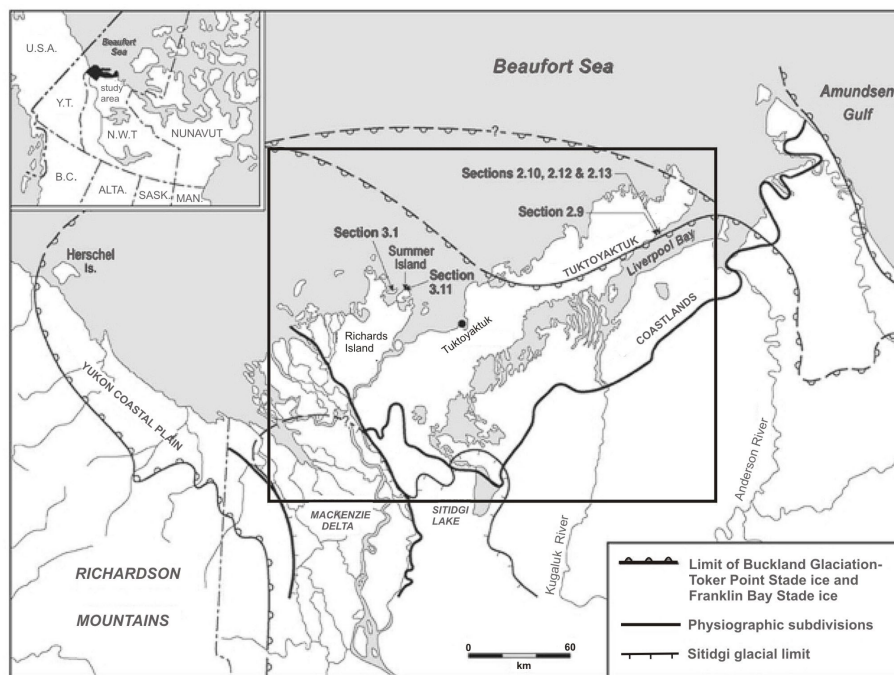 U.S.A.
Beaufort
Sea
study
area
Y.T.
N.W.T
NUNAVUT
B.C.
ALTA.
SASK.
MAN.
Beaufort Sea
Amundsen
Gulf
?
Sections 2.10, 2.12 & 2.13
Section 2.9
Section 3.1
Summer
Island
Section
3.11
Herschel
Is.
TUKTOYAKTUK
Liverpool Bay
Richards
Island
Tuktoyaktuk
COASTLANDS
YUKON COASTAL PLAIN
?
MACKENZIE
DELTA
SITIDGI
LAKE
Kugaluk River
Anderson River
RICHARDSON
MOUNTAINS
0
60
km
Limit of Buckland Glaciation-
Toker Point Stade ice and
Franklin Bay Stade ice
Physiographic subdivisions
Sitidgi glacial limit